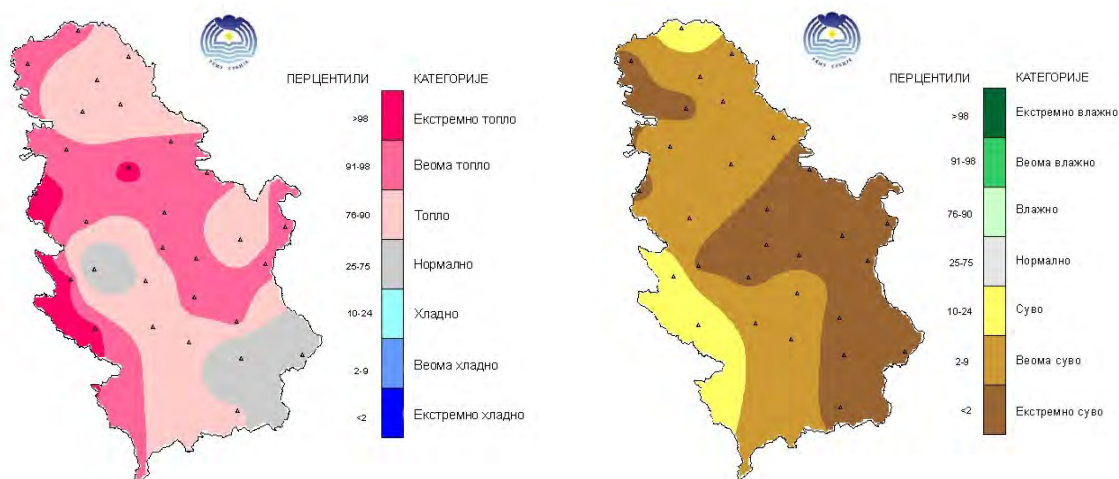 ПЕРЦЕНТИЛИ КАТЕГОРИЈЕ
>98 Екстремно топло
91-98 Веома топло
76-90 Топло
25-75 Нормално
10-24 Хладно
2-9 Веома хладно
<2 Екстремно хладно
ПЕРЦЕНТИЛИ КАТЕГОРИЈЕ
>98 Екстремно влажно
91-98 Веома влажно
76-90 Влажно
25-75 Нормално
10-24 Суво
2-9 Веома суво
<2 Екстремно суво